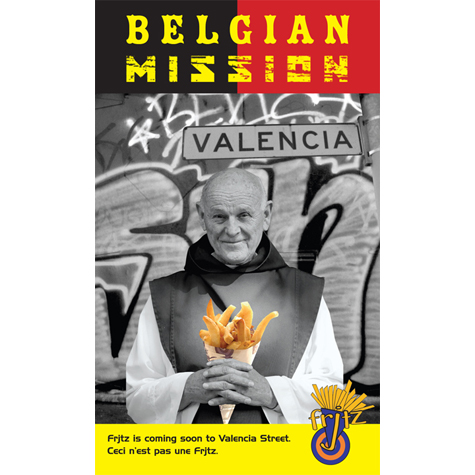 BELGIAN
MISSION
VALENCIA
frjtz
Frjtz is coming soon to Valencia Street.
Ceci n'est pas une Frjtz.